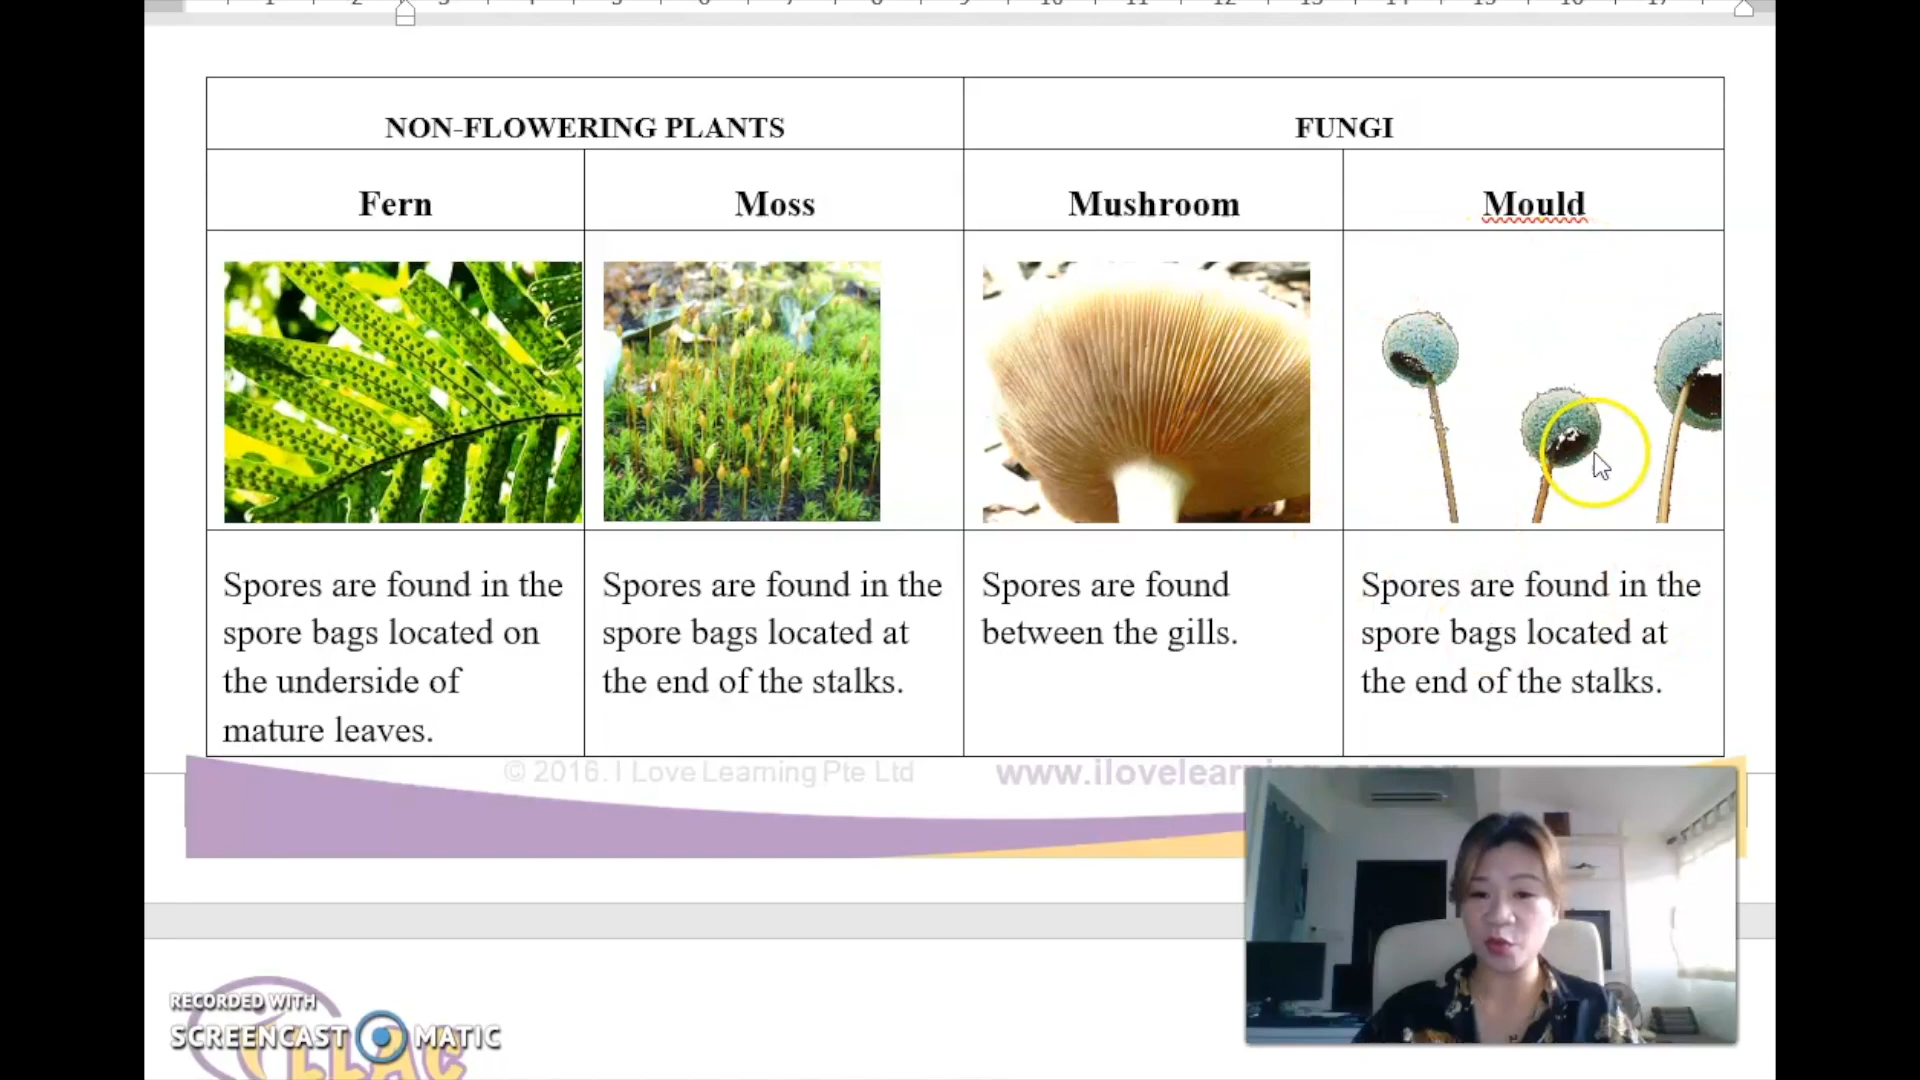 NON-FLOWERING PLANTS
FUNGI
Fern
Moss
Mushroom
Mould
Spores are found in the
spore bags located on
the underside of
mature leaves.
Spores are found in the
spore bags located at
the end of the stalks.
Spores are found
between the gills.
Spores are found in the
spore bags located at
the end of the stalks.
© 2016. I Love Learning Pte Ltd
RECORDED WITH
SCREENCAST MATIC